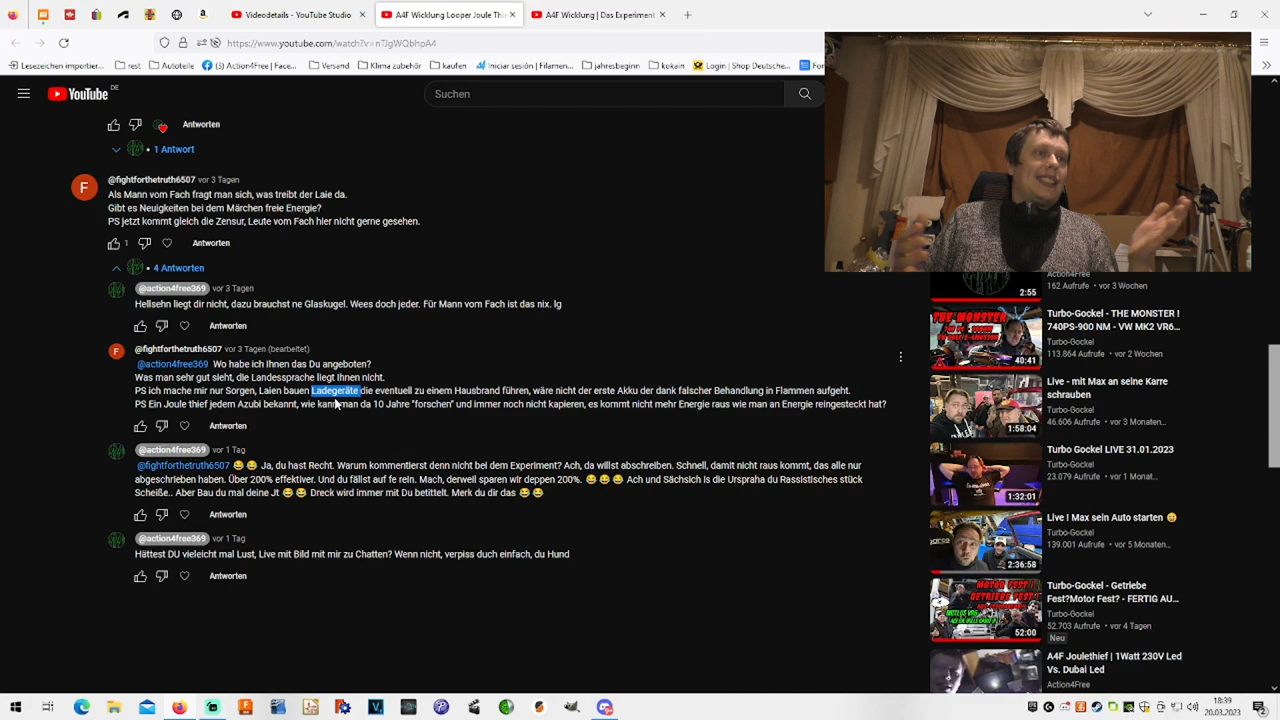 Videodetails - YouTube Studio
A4F Wicklung Looper Joule Thie
A4F Wicklung | Das Experiment
https://www.youtube.com/watch?v=nTJgWQbhpA4
Lesezeichen importier...
rest
Autoteile
(3) Action4Free | Face...
Versand
Klima zubehör
kaufen
Iniciar sesión | Filamen...
jahresbeginn
kokain
Login | Shop Deutsche...
YouTube DE
Suchen
Antworten
1 Antwort
F
@fightforthetruth6507 vor 3 Tagen
Als Mann vom Fach fragt man sich, was treibt der Laie da.
Gibt es Neuigkeiten bei dem Märchen freie Energie?
PS jetzt kommt gleich die Zensur, Leute vom Fach hier nicht gerne gesehen.
1 Antworten
4 Antworten
@action4free369 vor 3 Tagen
Hellsehn liegt dir nicht, dazu brauchst ne Glaskugel. Wees doch jeder. Für Mann vom Fach ist das nix. lg
Antworten
F
@fightforthetruth6507 vor 3 Tagen (bearbeitet)
@action4free369 Wo habe ich Ihnen das Du angeboten?
Was man sehr gut sieht, die Landessprache liegt Ihnen nicht.
PS Ich mache mir nur Sorgen, Laien bauen Ladegeräte die eventuell zu einem Hausbrand führen, wäre nicht der erste Akku der dank falscher Behandlung in Flammen aufgeht.
PS Ein Joule thief jedem Azubi bekannt, wie kann man da 10 Jahre "forschen" und immer noch nicht kapieren, es kommt nicht mehr Energie raus wie man an Energie reingesteckt hat?
Antworten
@action4free369 vor 1 Tag
@fightforthetruth6507 😂😂 Ja, du hast Recht. Warum kommentierst denn nicht bei dem Experiment? Ach, da willst abschreiben. Schnell, damit nicht raus kommt, das alle nur
abgeschrieben haben. Über 200% effektiver. Und du tust auf fe rein. Mach, derweil sparen wir deppen 200%. 😂😂😂 Ach und Sächsich is die Urspraha du Rassistisches stück
Scheiße.. Aber Bau du mal deine Jt 😂😂 Dreck wird immer mit Du betittelt. Merk du dir das 😂😂
Antworten
@action4free369 vor 1 Tag
Hättest DU vieleicht mal Lust, Live mit Bild mit mir zu Chatten? Wenn nicht, verpiss duch einfach, du Hund
Antworten
Action4Free
162 Aufrufe • vor 3 Wochen
2:55
Turbo-Gockel - THE MONSTER !
740PS-900 NM - VW MK2 VR6...
Turbo-Gockel
113.864 Aufrufe • vor 2 Wochen
THE MONSTER
40:41
Live - mit Max an seine Karre
schrauben
Turbo-Gockel
46.606 Aufrufe • vor 3 Monaten...
1:58:04
Turbo Gockel LIVE 31.01.2023
Turbo-Gockel
23.079 Aufrufe • vor 1 Monat...
1:32:01
Live ! Max sein Auto starten
Turbo-Gockel
139.001 Aufrufe • vor 5 Monaten...
2:36:58
Turbo-Gockel - Getriebe
Fest?Motor Fest? - FERTIG AU...
Turbo-Gockel
52.703 Aufrufe • vor 4 Tagen
Neu
MOTOR FEST !
GETRIEBE FEST!
52:00
A4F Joulethief | 1Watt 230V Led
Vs. Dubai Led
Action4Free
18:39
20.03.2023